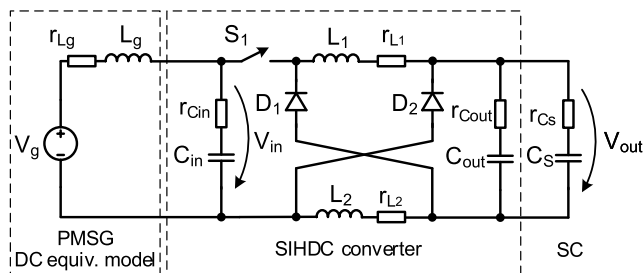 r_Lg
L_g
S_1
L_1
r_L1
V_g
r_Cin
C_in
V_in
D_1
D_2
r_Cout
C_out
r_Cs
C_S
V_out
L_2
r_L2
PMSG
DC equiv. model
SIHDC converter
SC